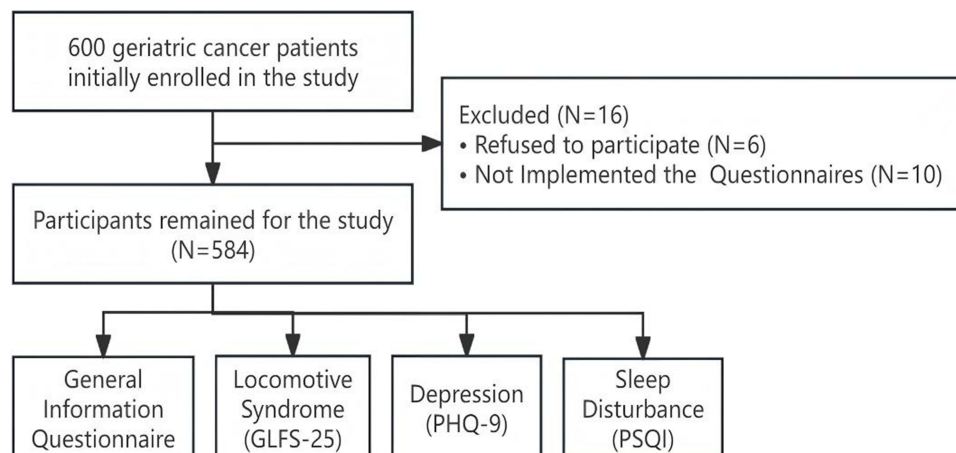 600 geriatric cancer patients
initially enrolled in the study
Excluded (N=16)
• Refused to participate (N=6)
• Not Implemented the Questionnaires (N=10)
Participants remained for the study
(N=584)
General
Information
Questionnaire
Locomotive
Syndrome
(GLFS-25)
Depression
(PHQ-9)
Sleep
Disturbance
(PSQI)